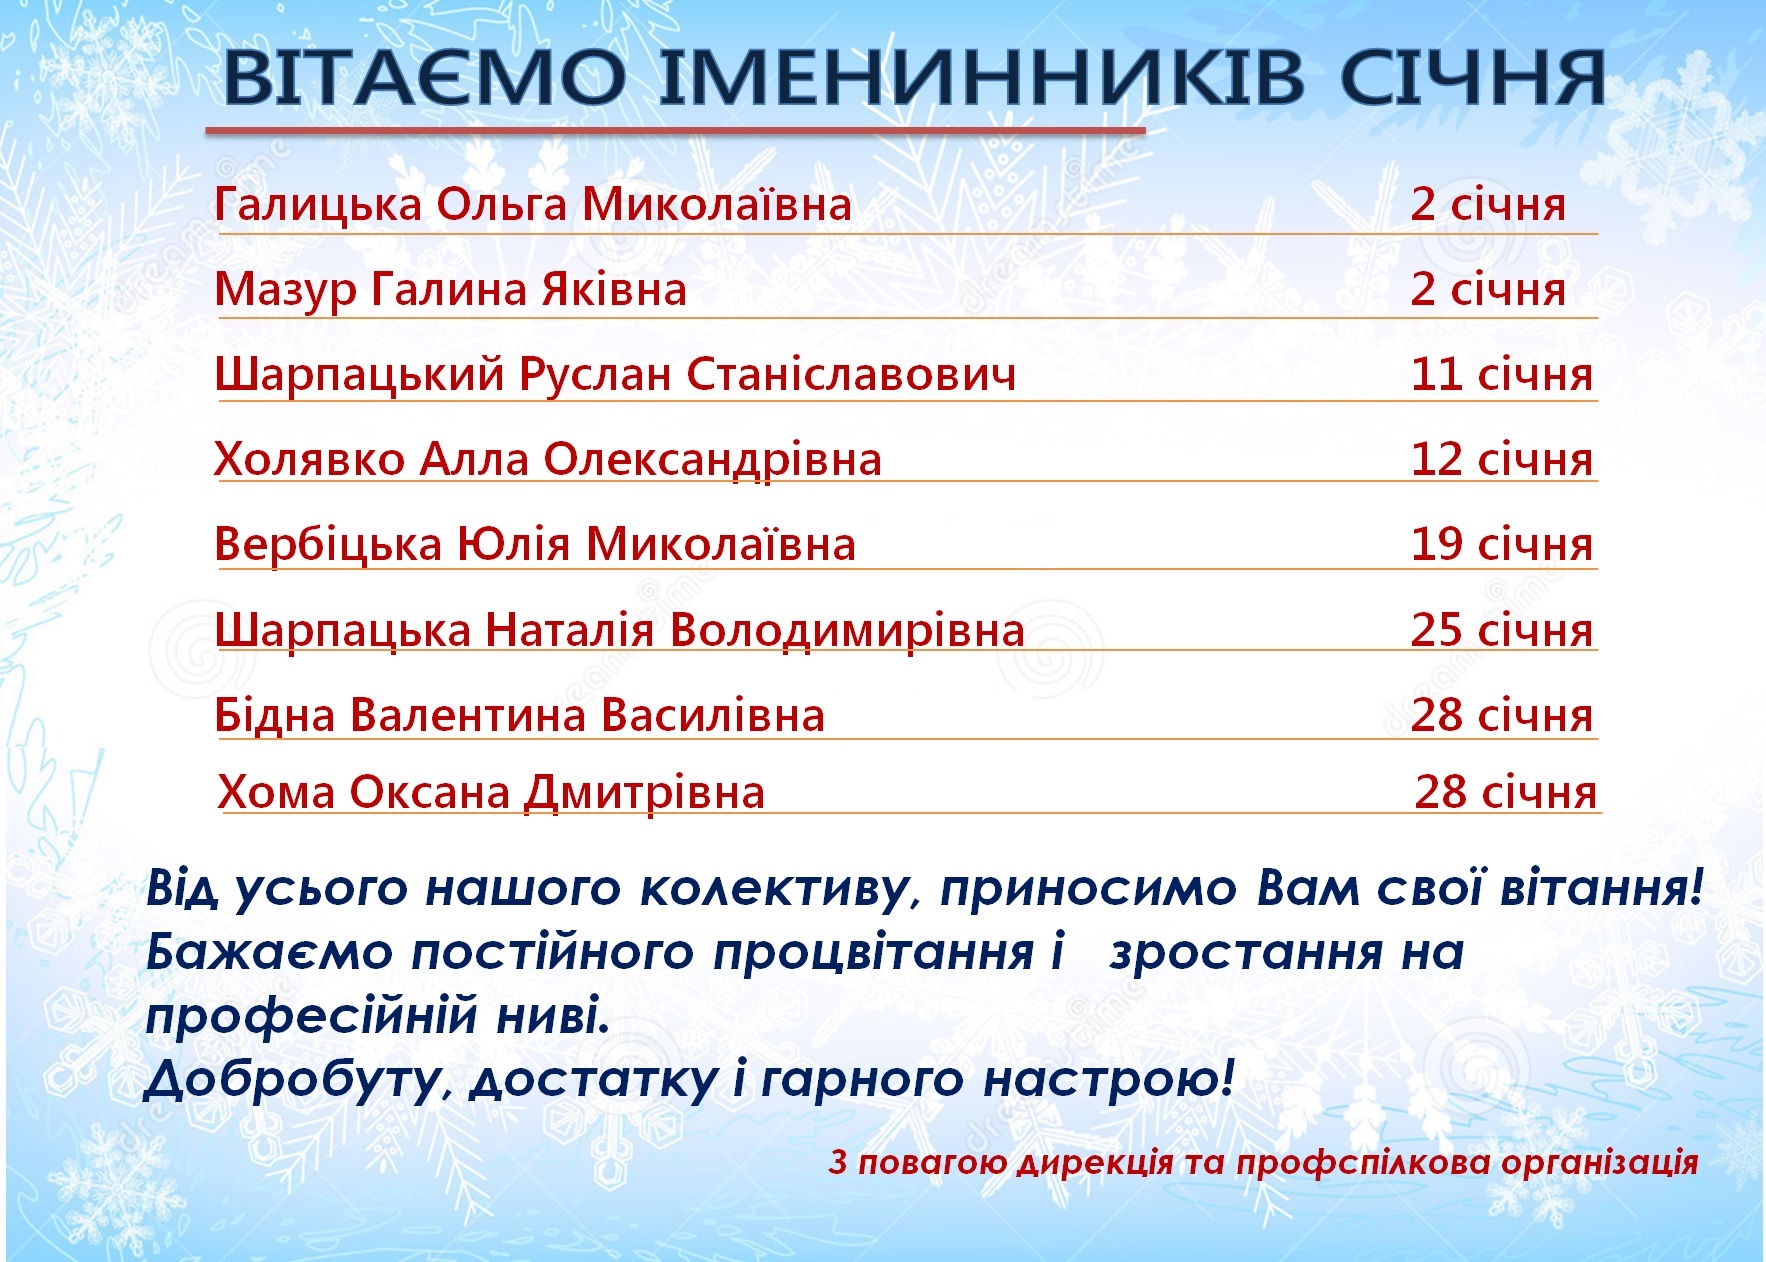 ВІТАЄМО ІМЕНИННИКІВ СІЧНЯ
Галицька Ольга Миколаївна 2 січня
Мазур Галина Яківна 2 січня
Шарпацький Руслан Станіславович 11 січня
Холявко Алла Олександрівна 12 січня
Вербіцька Юлія Миколаївна 19 січня
Шарпацька Наталія Володимирівна 25 січня
Бідна Валентина Василівна 28 січня
Хома Оксана Дмитрівна 28 січня
Від усього нашого колективу, приносимо Вам свої вітання!
Бажаємо постійного процвітання і зростання на
професійній ниві.
Добробуту, достатку і гарного настрою!
З повагою дирекція та профспілкова організація